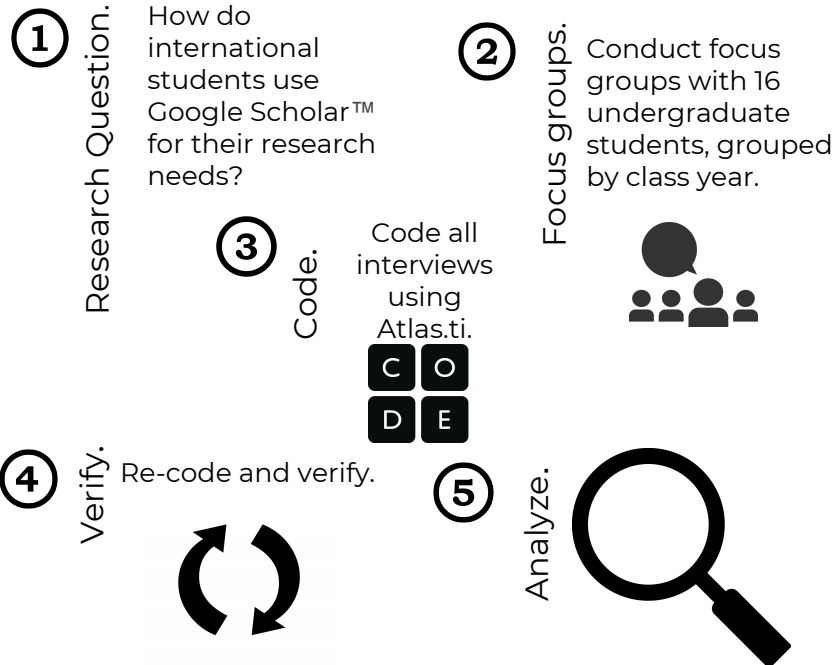 1
Research Question.
How do
international
students use
Google Scholar™
for their research
needs?
2
Focus groups.
Conduct focus
groups with 16
undergraduate
students, grouped
by class year.
3
Code.
Code all
interviews
using
Atlas.ti.
C O
D E
4
Verify.
Re-code and verify.
5
Analyze.